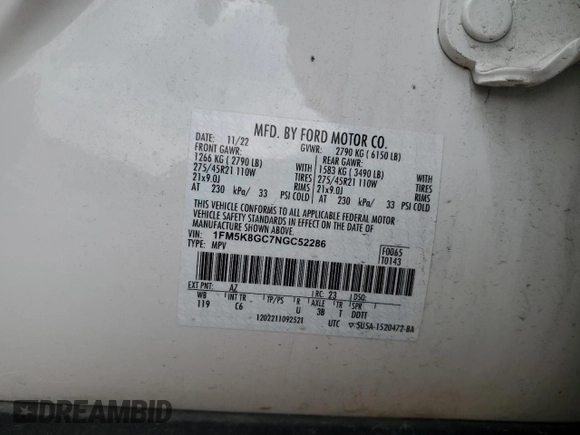 MFD. BY FORD MOTOR CO.
DATE: 11/22 GVWR: 2790 KG ( 6150 LB)
FRONT GAWR: REAR GAWR:
1266 KG ( 2790 LB) WITH 1583 KG ( 3490 LB) WITH
275/45R21 110W TIRES 275/45R21 110W TIRES
21x9.0J RIMS 21x9.0J RIMS
AT 230 kPa/ 33 PSI COLD AT 230 kPa/ 33 PSI COLD
THIS VEHICLE CONFORMS TO ALL APPLICABLE FEDERAL MOTOR
VEHICLE SAFETY STANDARDS IN EFFECT ON THE DATE OF
MANUFACTURE SHOWN ABOVE.
VIN: 1FM5K8GC7NGC52286 F0065
TYPE: MPV T0143
EXT PNT: AZ RC: 23 DSO:
WB INT TR TP/PS R AXLE TR SPR
119 C6 U 3B T DDTT
1202211092521 UTC 5U5A-1520472-BA
DREAMBID